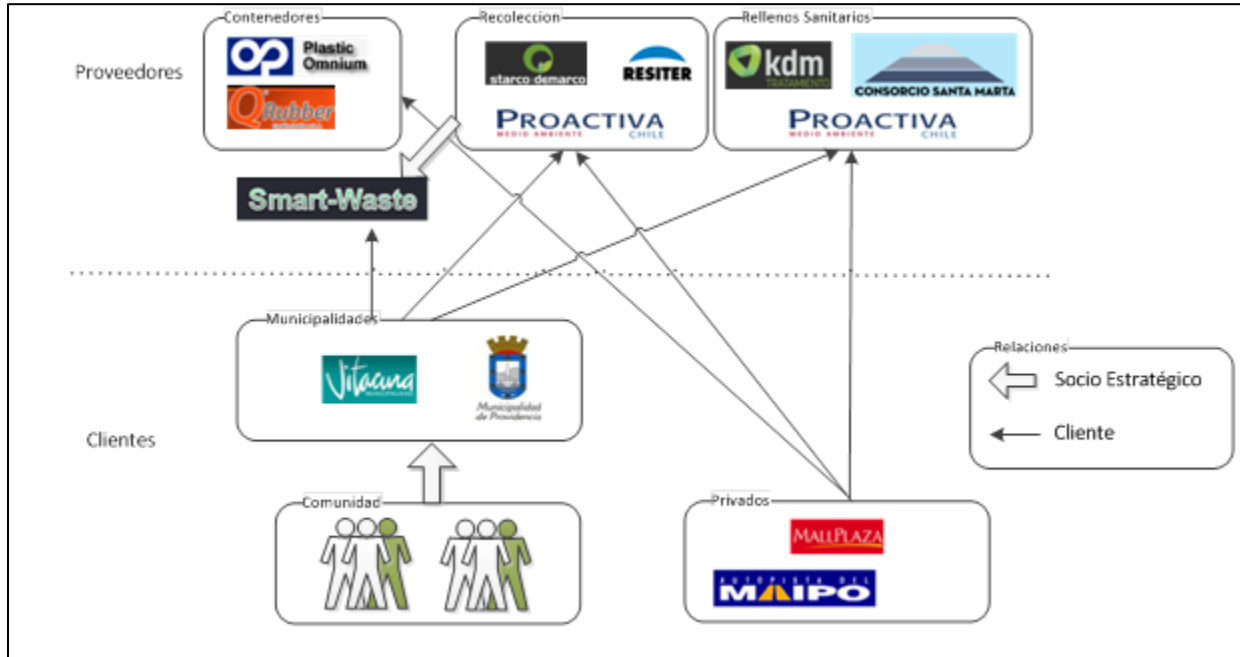 Contenedores
Recoleccion
Rellenos Sanitarios
Proveedores
Plastic
Omnium
QRubber
starco demarco
RESITER
PROACTIVA
MEDIO AMBIENTE CHILE
kdm
TRATAMIENTO
CONSORCIO SANTA MARTA
PROACTIVA
MEDIO AMBIENTE CHILE
Smart-Waste
Municipalidades
Vitacura
MUNICIPALIDAD
Municipalidad
de Providencia
Relaciones
Socio Estratégico
Cliente
Clientes
Comunidad
Privados
MALLPLAZA
AUTOPISTA DEL
MAIPO